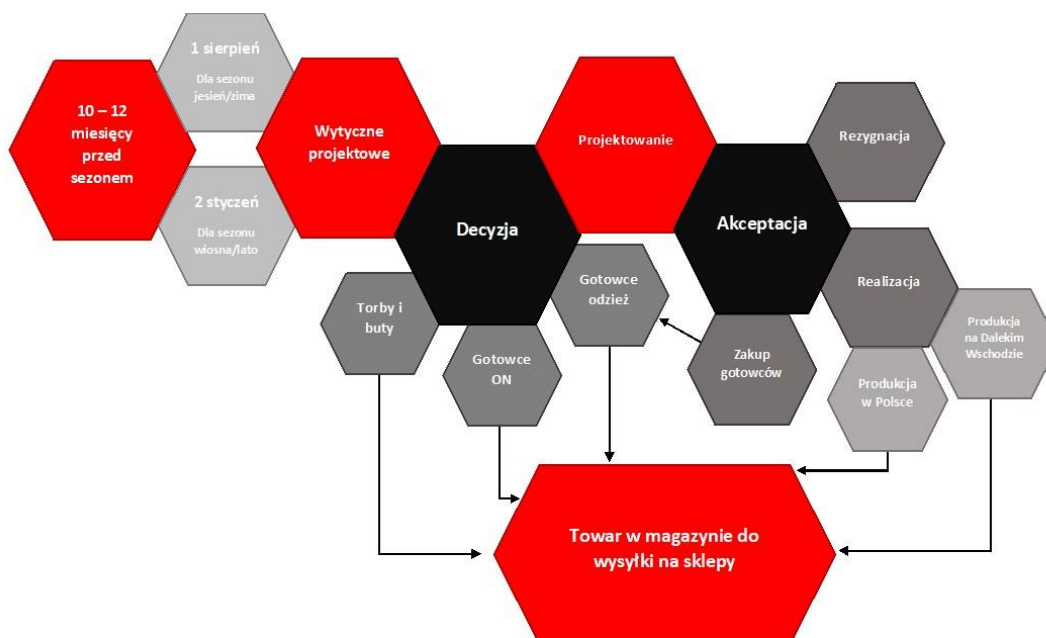 10 – 12
miesięcy
przed
sezonem
1 sierpień
Dla sezonu
jesień/zima
2 styczeń
Dla sezonu
wiosna/lato
Wytyczne
projektowe
Decyzja
Torby i
buty
Gotowce
ON
Gotowce
odzież
Projektowanie
Akceptacja
Rezygnacja
Realizacja
Zakup
gotowców
Produkcja
w Polsce
Produkcja
na Dalekim
Wschodzie
Towar w magazynie do
wysyłki na sklepy